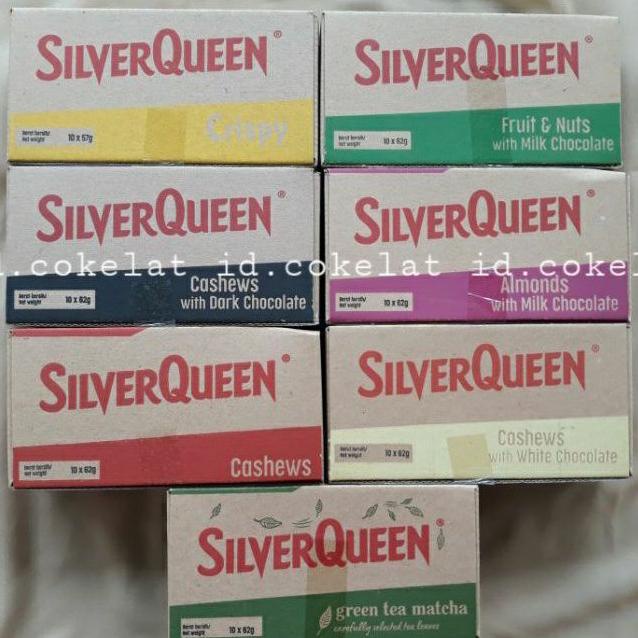 SILVERQUEEN®
berat bersih/
net weight 10 x 57g
Crispy
SILVERQUEEN®
berat bersih/
net weight 10 x 62g
Fruit & Nuts
with Milk Chocolate
SILVERQUEEN®
berat bersih/
net weight 10 x 62g
Cashews
with Dark Chocolate
SILVERQUEEN®
berat bersih/
net weight 10 x 62g
Almonds
with Milk Chocolate
d.cokelat_id.cokelat_id.cokel
SILVERQUEEN®
berat bersih/
net weight 10 x 62g
Cashews
SILVERQUEEN®
berat bersih/
net weight 10 x 62g
Cashews
with White Chocolate
SILVERQUEEN®
berat bersih/
net weight 10 x 62g
green tea matcha
carefully selected tea leaves